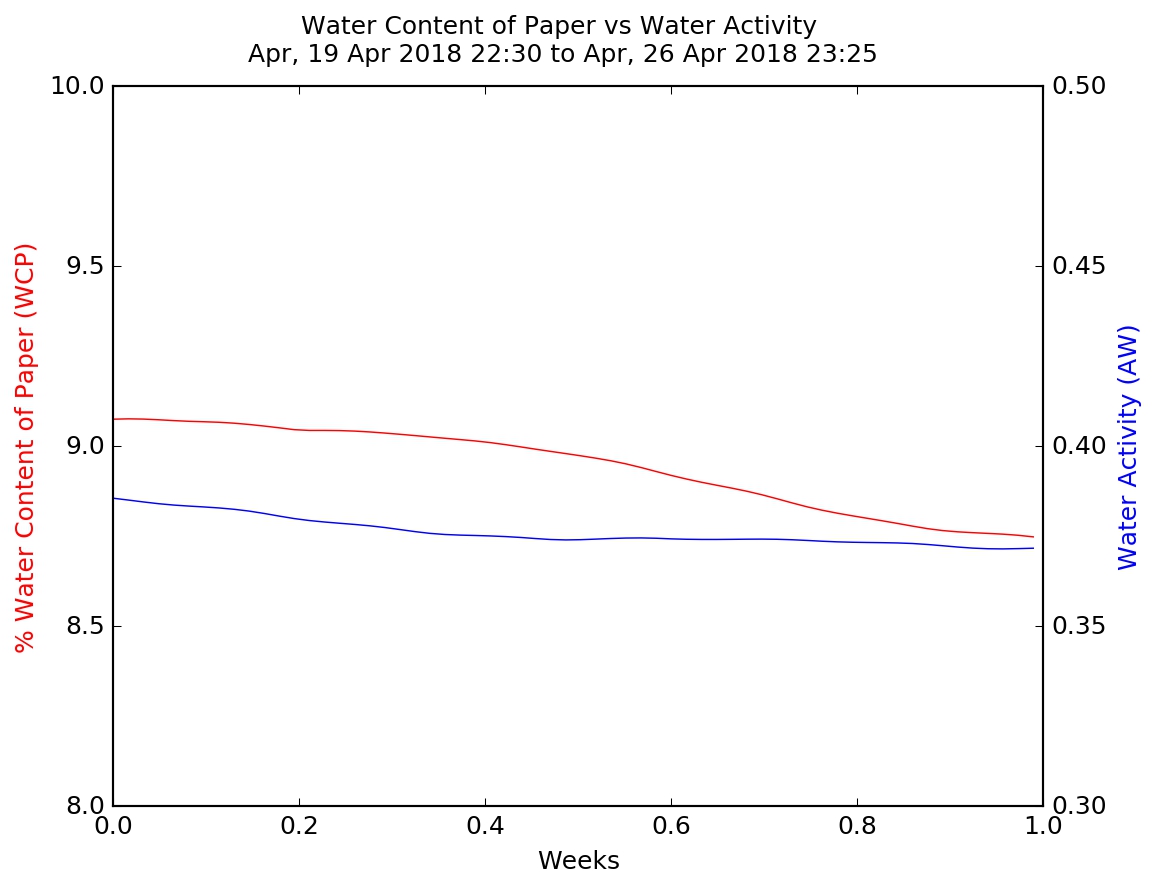 Water Content of Paper vs Water Activity
Apr, 19 Apr 2018 22:30 to Apr, 26 Apr 2018 23:25
% Water Content of Paper (WCP)
10.0
9.5
9.0
8.5
8.0
0.50
0.45
0.40
0.35
0.30
Water Activity (AW)
0.0 0.2 0.4 0.6 0.8 1.0
Weeks